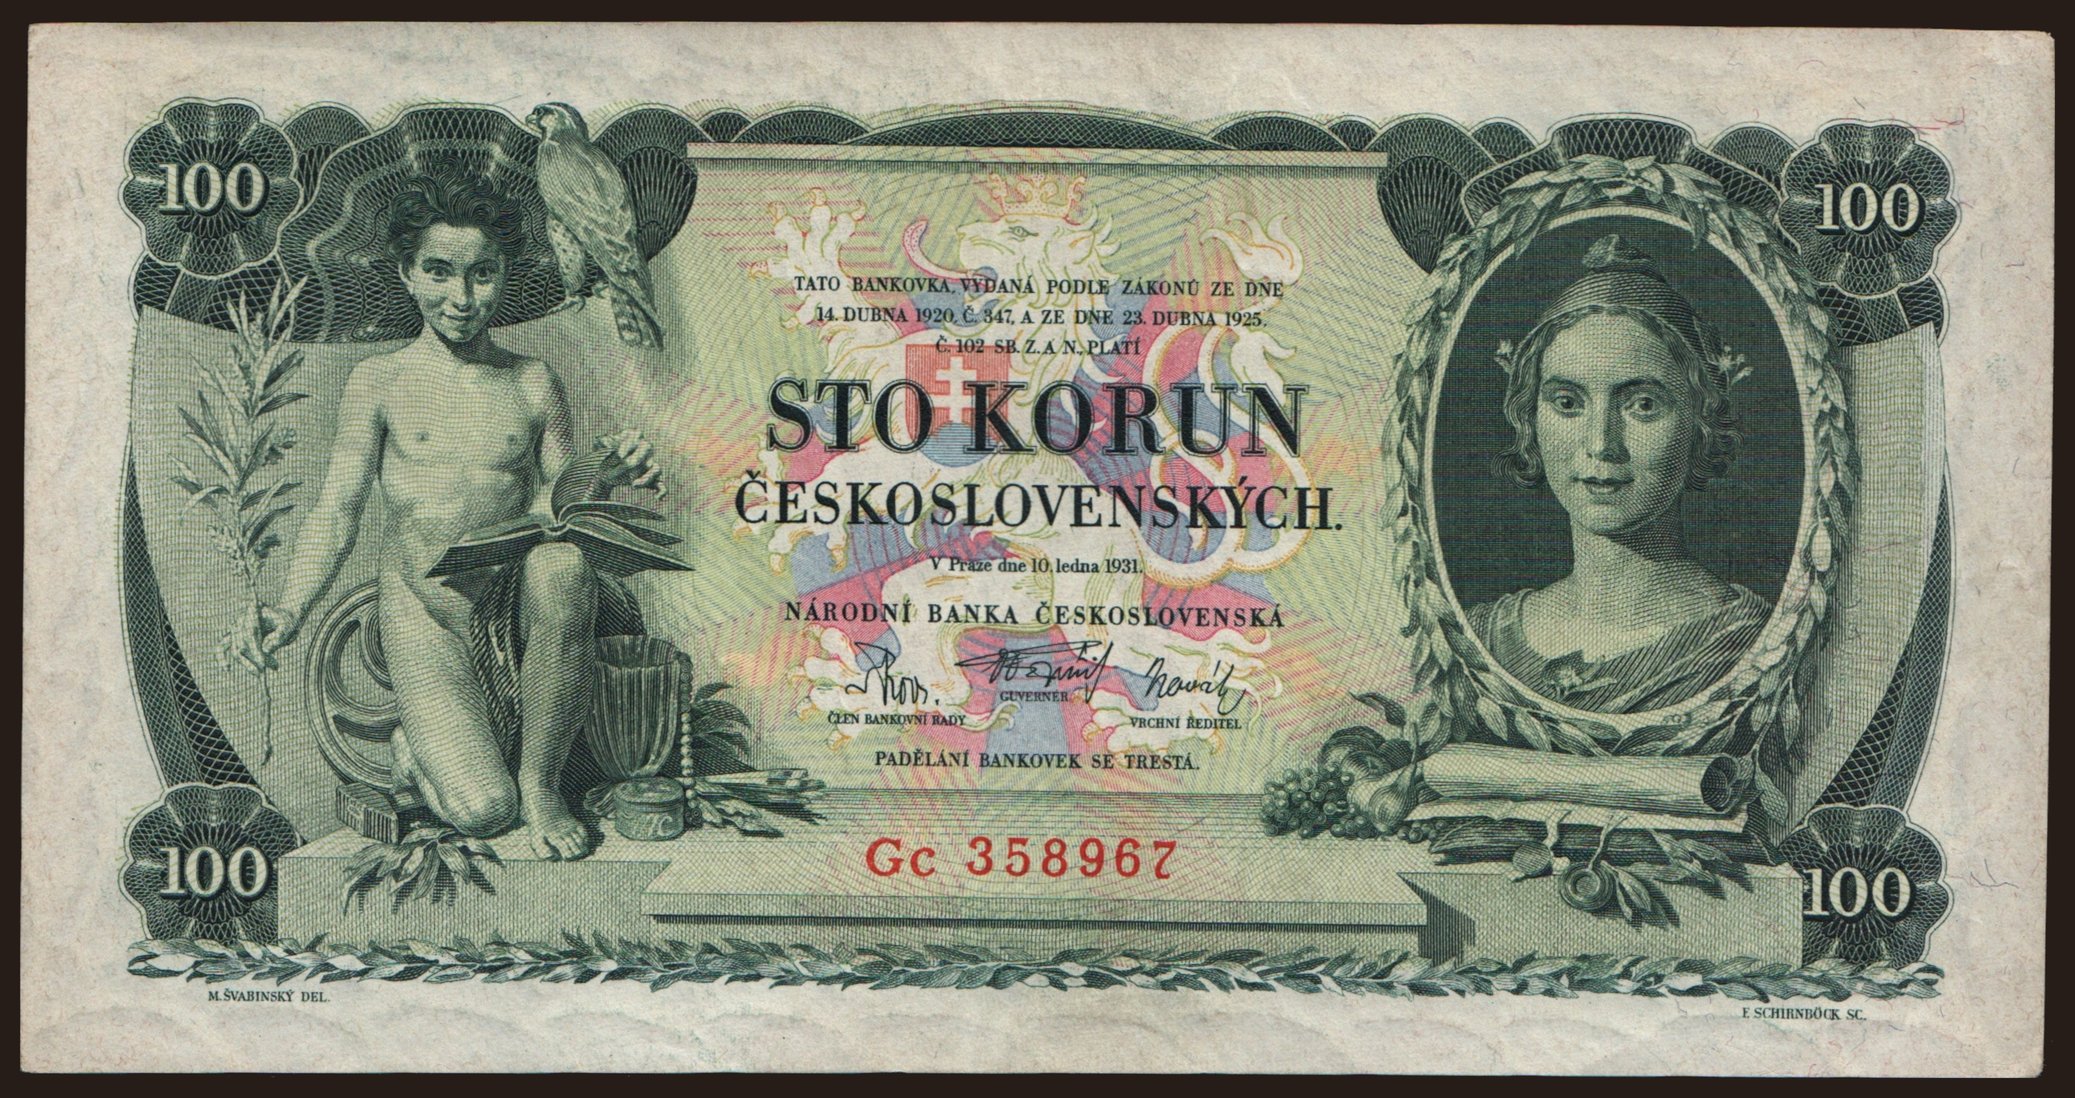 100
100
TATO BANKOVKA, VYDANÁ PODLE ZÁKONŮ ZE DNE
14. DUBNA 1920, Č. 347, A ZE DNE 23. DUBNA 1925,
Č. 102 SB. Z. A N., PLATÍ
STO KORUN
ČESKOSLOVENSKÝCH.
V Praze dne 10. ledna 1931.
NÁRODNÍ BANKA ČESKOSLOVENSKÁ
GUVERNÉR
ČLEN BANKOVNÍ RADY
VRCHNÍ ŘEDITEL
PADĚLÁNÍ BANKOVEK SE TRESTÁ.
Gc 358967
100
100
M. ŠVABINSKÝ DEL.
F. SCHIRNBÖCK SC.